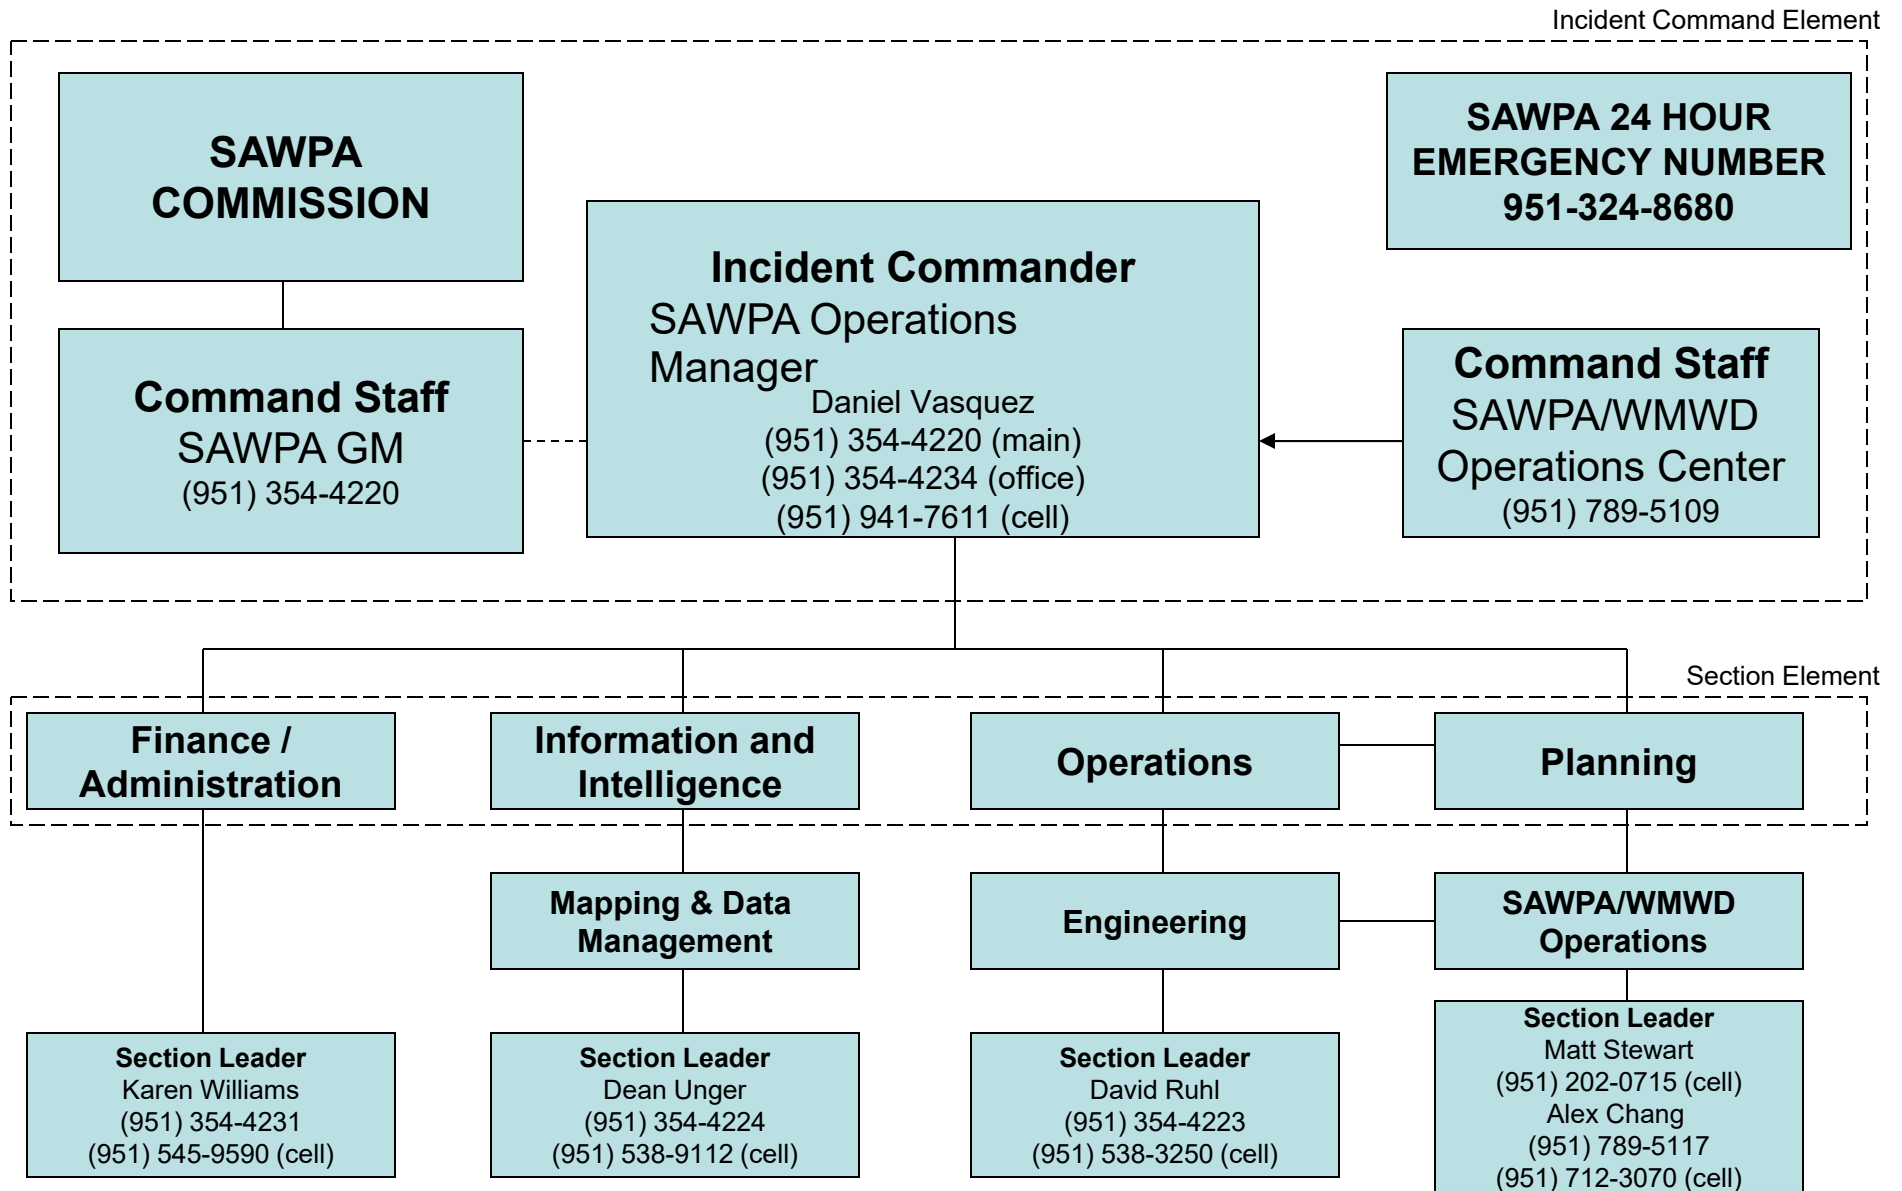 Incident Command Element
SAWPA
COMMISSION
SAWPA 24 HOUR
EMERGENCY NUMBER
951-324-8680
Incident Commander
SAWPA Operations
Manager
Daniel Vasquez
(951) 354-4220 (main)
(951) 354-4234 (office)
(951) 941-7611 (cell)
Command Staff
SAWPA GM
(951) 354-4220
Command Staff
SAWPA/WMWD
Operations Center
(951) 789-5109
Section Element
Finance /
Administration
Information and
Intelligence
Operations
Planning
Mapping & Data
Management
Engineering
SAWPA/WMWD
Operations
Section Leader
Karen Williams
(951) 354-4231
(951) 545-9590 (cell)
Section Leader
Dean Unger
(951) 354-4224
(951) 538-9112 (cell)
Section Leader
David Ruhl
(951) 354-4223
(951) 538-3250 (cell)
Section Leader
Matt Stewart
(951) 202-0715 (cell)
Alex Chang
(951) 789-5117
(951) 712-3070 (cell)